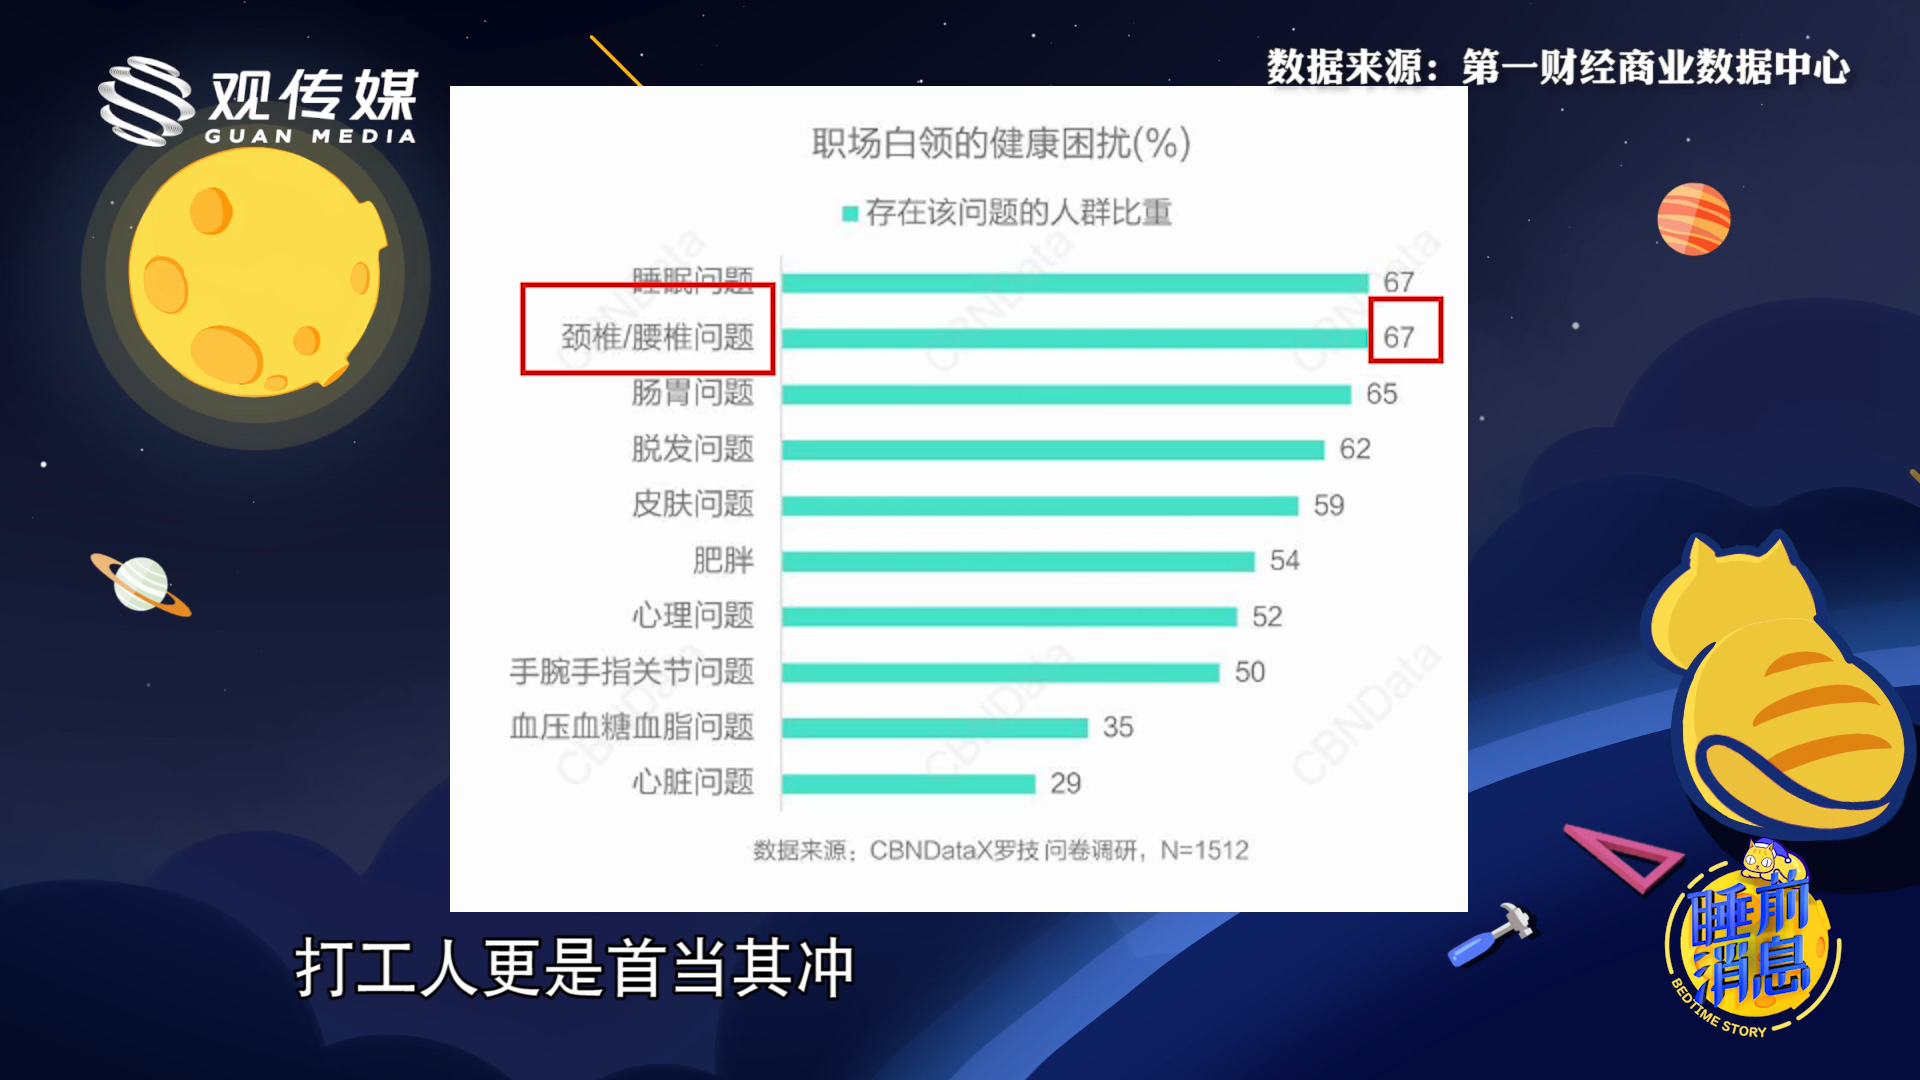 观传媒
GUAN MEDIA
数据来源：第一财经商业数据中心
职场白领的健康困扰(%)
存在该问题的人群比重
睡眠问题 67
颈椎/腰椎问题 67
肠胃问题 65
脱发问题 62
皮肤问题 59
肥胖 54
心理问题 52
手腕手指关节问题 50
血压血糖血脂问题 35
心脏问题 29
CBNData
CBNData
CBNData
CBNData
CBNData
CBNData
数据来源：CBNDataX罗技 问卷调研，N=1512
打工人更是首当其冲
睡前
消息
BEDTIME STORY